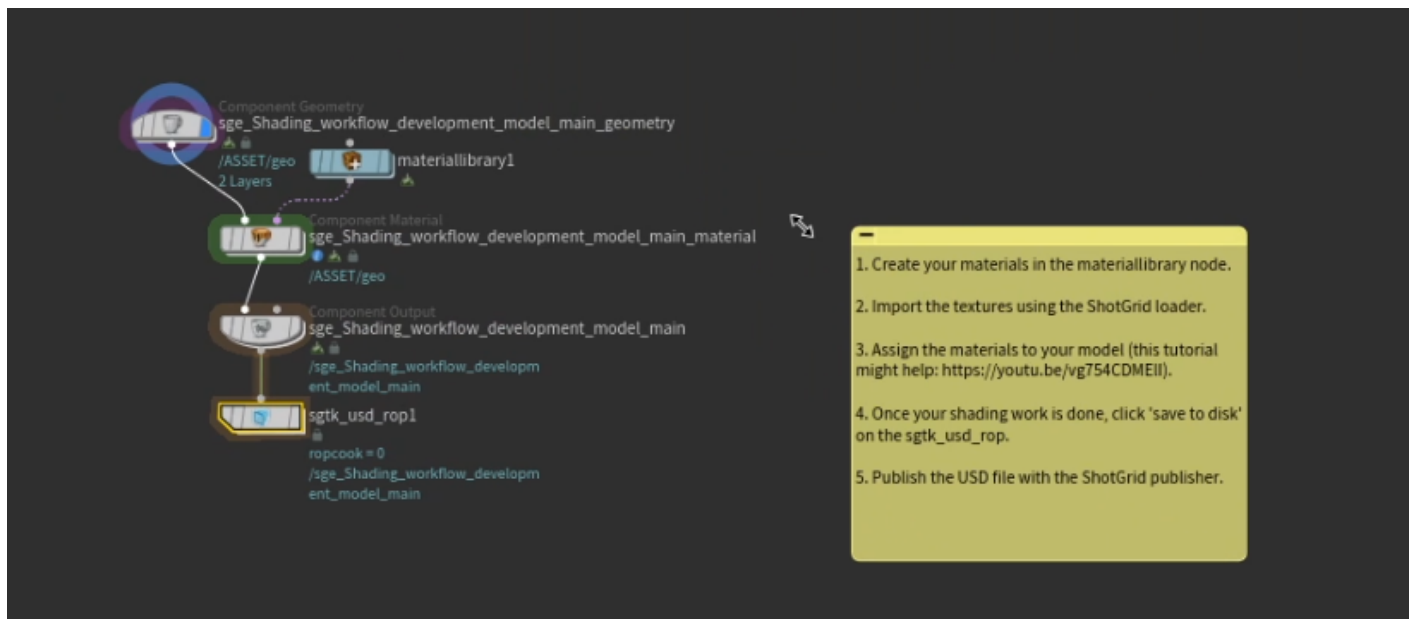 Component Geometry
sge_Shading_workflow_development_model_main_geometry
/ASSET/geo
2 Layers
materiallibrary1
Component Material
sge_Shading_workflow_development_model_main_material
/ASSET/geo
Component Output
sge_Shading_workflow_development_model_main
/sge_Shading_workflow_developm
ent_model_main
sgtk_usd_rop1
ropcook = 0
/sge_Shading_workflow_developm
ent_model_main
1. Create your materials in the materiallibrary node.
2. Import the textures using the ShotGrid loader.
3. Assign the materials to your model (this tutorial
might help: https://youtu.be/vg754CDMEII).
4. Once your shading work is done, click 'save to disk'
on the sgtk_usd_rop.
5. Publish the USD file with the ShotGrid publisher.